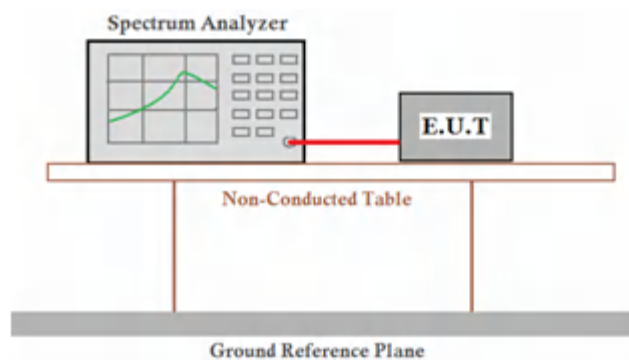 Spectrum Analyzer
E.U.T
Non-Conducted Table
Ground Reference Plane